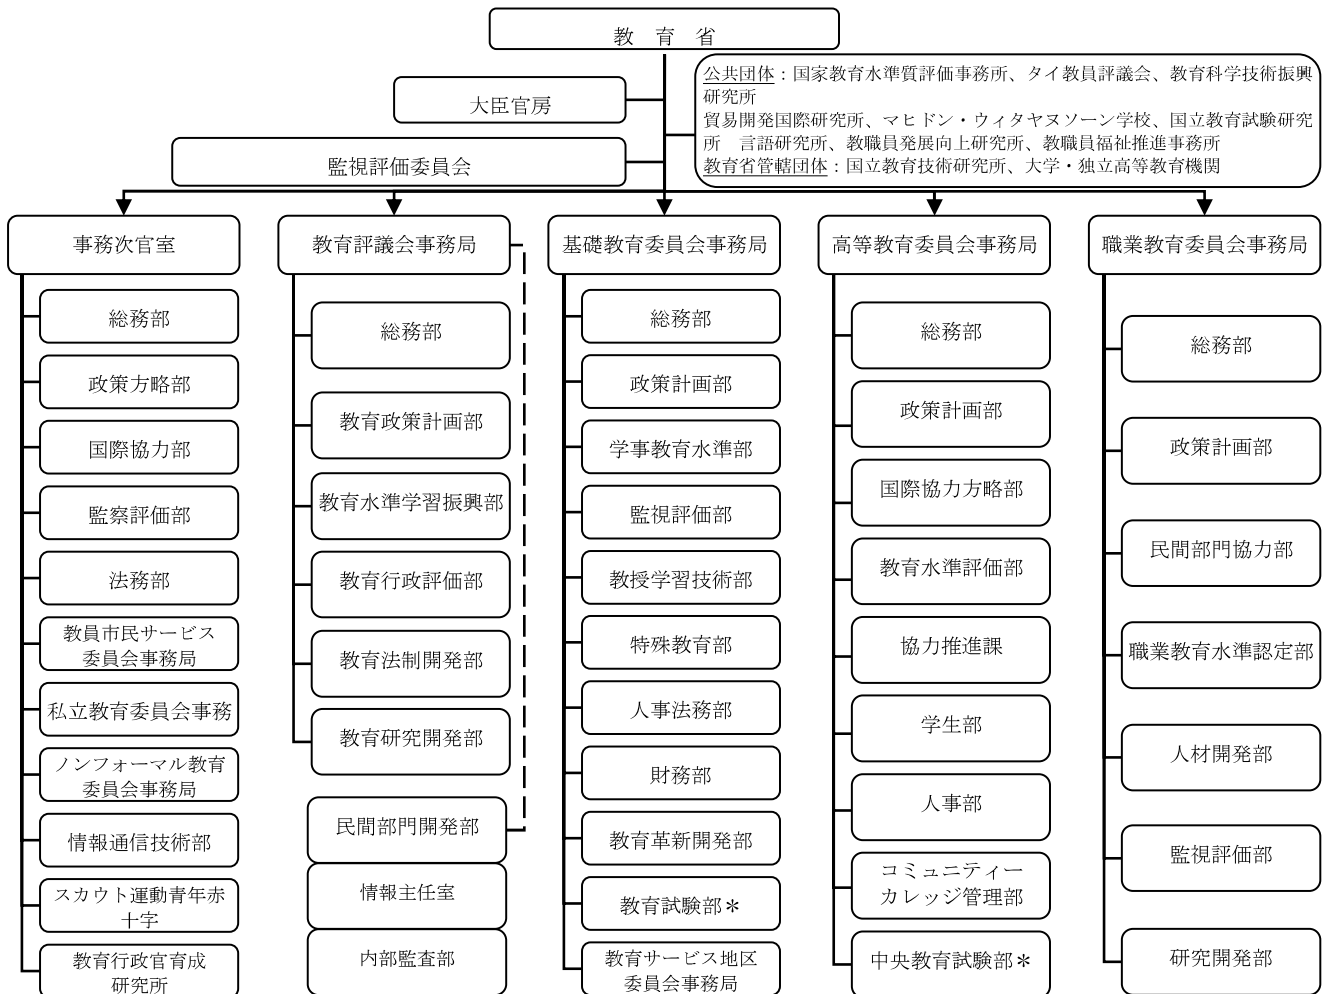 教　育　省
大臣官房
監視評価委員会
公共団体：国家教育水準質評価事務所、タイ教員評議会、教育科学技術振興
研究所
貿易開発国際研究所、マヒドン・ウィタヤヌソーン学校、国立教育試験研究
所　言語研究所、教職員発展向上研究所、教職員福祉推進事務所
教育省管轄団体：国立教育技術研究所、大学・独立高等教育機関
事務次官室
総務部
政策方略部
国際協力部
監察評価部
法務部
教員市民サービス
委員会事務局
私立教育委員会事務
ノンフォーマル教育
委員会事務局
情報通信技術部
スカウト運動青年赤
十字
教育行政官育成
研究所
教育評議会事務局
総務部
教育政策計画部
教育水準学習振興部
教育行政評価部
教育法制開発部
教育研究開発部
民間部門開発部
情報主任室
内部監査部
基礎教育委員会事務局
総務部
政策計画部
学事教育水準部
監視評価部
教授学習技術部
特殊教育部
人事法務部
財務部
教育革新開発部
教育試験部＊
教育サービス地区
委員会事務局
高等教育委員会事務局
総務部
政策計画部
国際協力方略部
教育水準評価部
協力推進課
学生部
人事部
コミュニティー
カレッジ管理部
中央教育試験部＊
職業教育委員会事務局
総務部
政策計画部
民間部門協力部
職業教育水準認定部
人材開発部
監視評価部
研究開発部